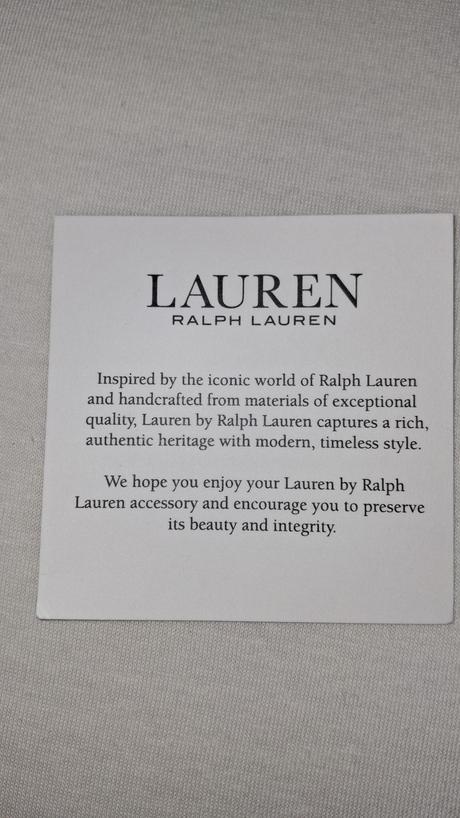 LAUREN
RALPH LAUREN
Inspired by the iconic world of Ralph Lauren
and handcrafted from materials of exceptional
quality, Lauren by Ralph Lauren captures a rich,
authentic heritage with modern, timeless style.
We hope you enjoy your Lauren by Ralph
Lauren accessory and encourage you to preserve
its beauty and integrity.